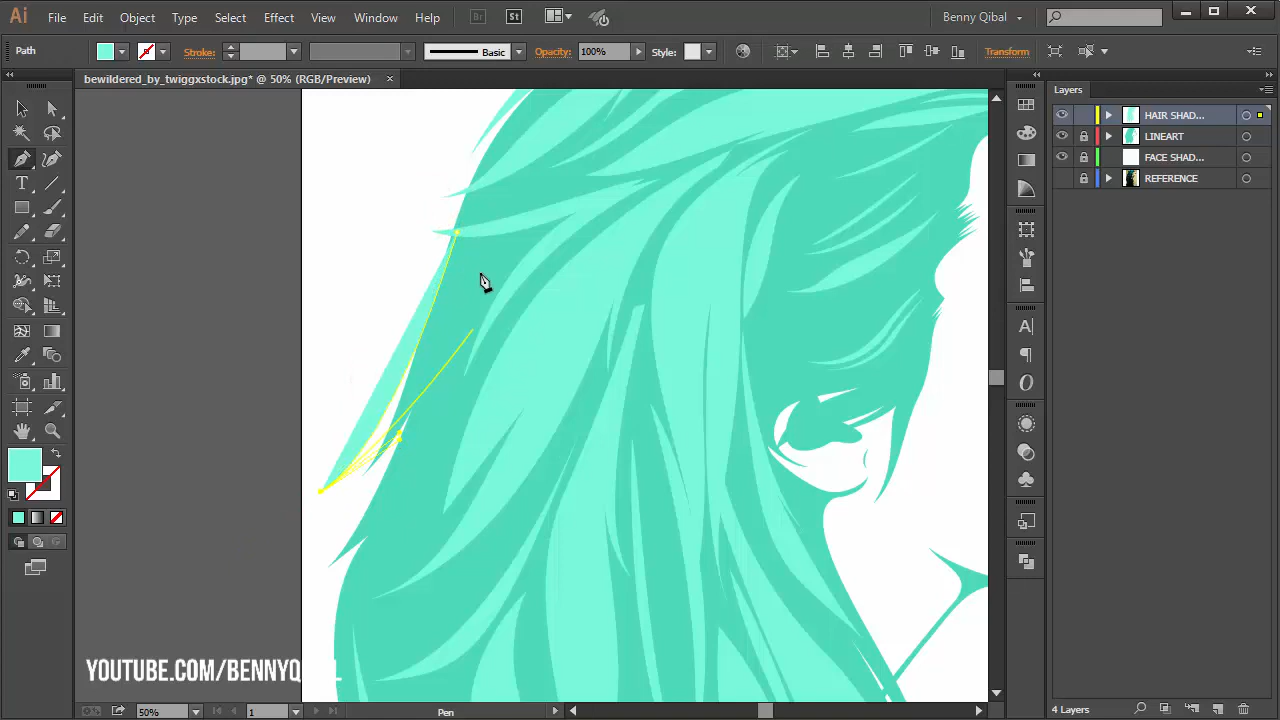 Ai File Edit Object Type Select Effect View Window Help Br St Benny Qibal
Path Stroke: Basic Opacity: 100% Style: Transform
bewildered_by_twiggxstock.jpg* @ 50% (RGB/Preview)
Layers
HAIR SHAD...
LINEART
FACE SHAD...
REFERENCE
YOUTUBE.COM/BENNYQ
50% 1 Pen
4 Layers